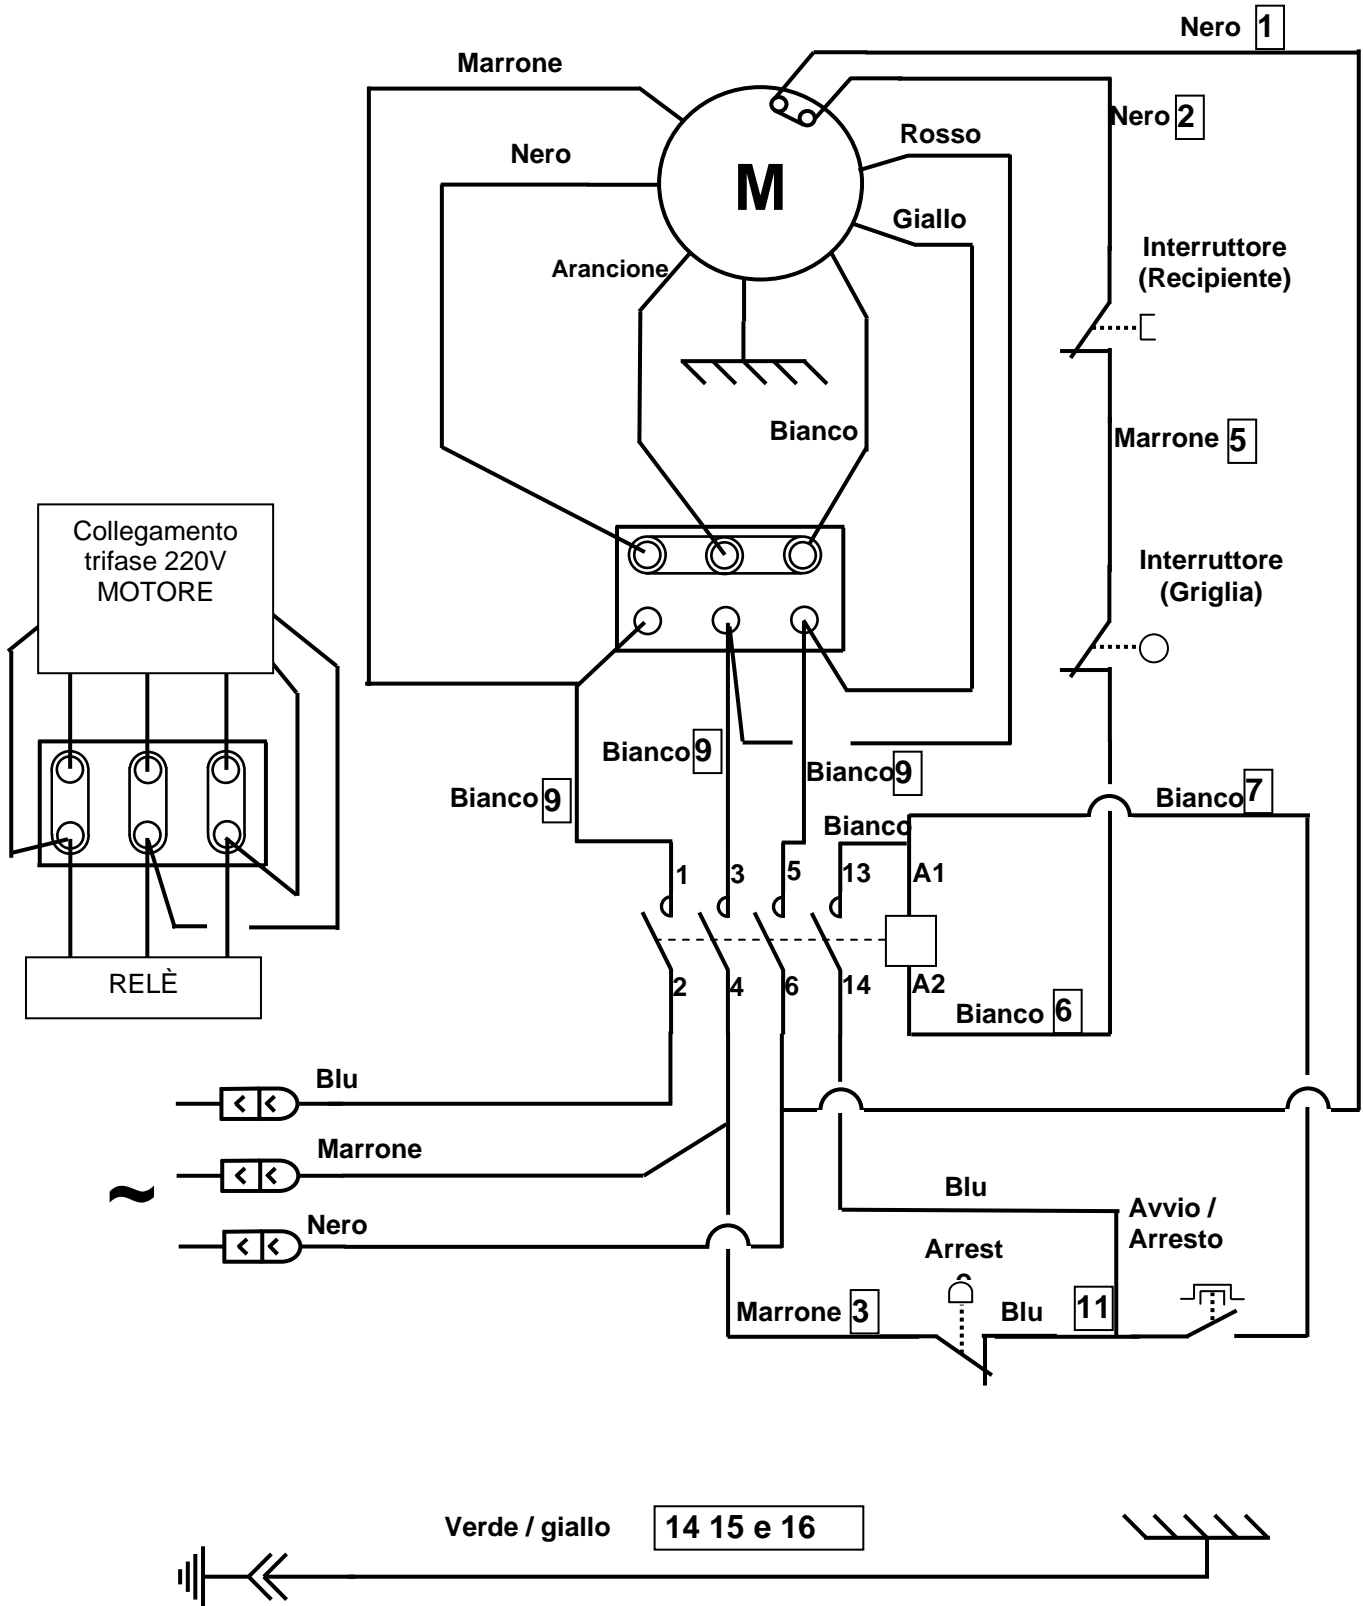 Nero 1
Marrone
Nero 2
Rosso
Nero
M
Giallo
Interruttore
(Recipiente)
Arancione
Bianco
Marrone 5
Collegamento
trifase 220V
MOTORE
Interruttore
(Griglia)
Bianco 9
Bianco 9
Bianco 9
Bianco 7
Bianco
1 3 5 13 A1
RELÈ
2 4 6 14 A2
Bianco 6
Blu
Marrone
~
Nero
Blu
Avvio /
Arresto
Arrest
Marrone 3
Blu 11
Verde / giallo 14 15 e 16